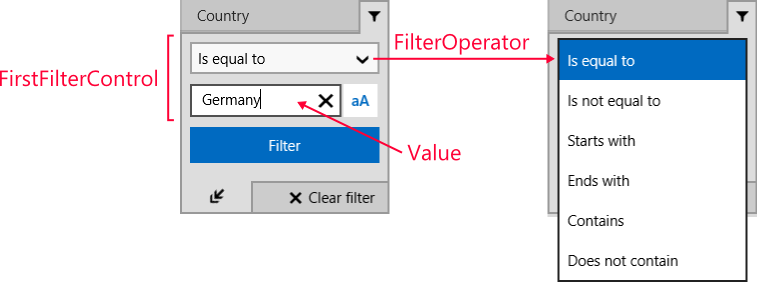 Country
Is equal to
Germany
aA
Filter
Clear filter
FirstFilterControl
FilterOperator
Value
Country
Is equal to
Is not equal to
Starts with
Ends with
Contains
Does not contain